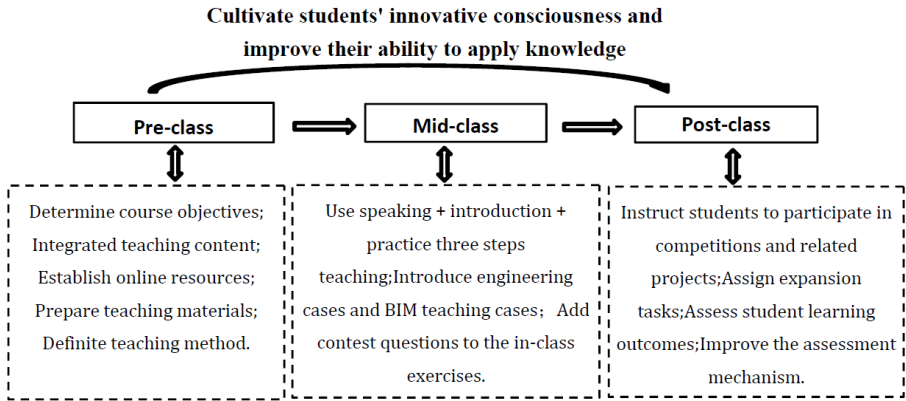 Cultivate students' innovative consciousness and
improve their ability to apply knowledge
Pre-class
Mid-class
Post-class
Determine course objectives;
Integrated teaching content;
Establish online resources;
Prepare teaching materials;
Definite teaching method.
Use speaking + introduction +
practice three steps
teaching;Introduce engineering
cases and BIM teaching cases；Add
contest questions to the in-class
exercises.
Instruct students to participate in
competitions and related
projects;Assign expansion
tasks;Assess student learning
outcomes;Improve the assessment
mechanism.